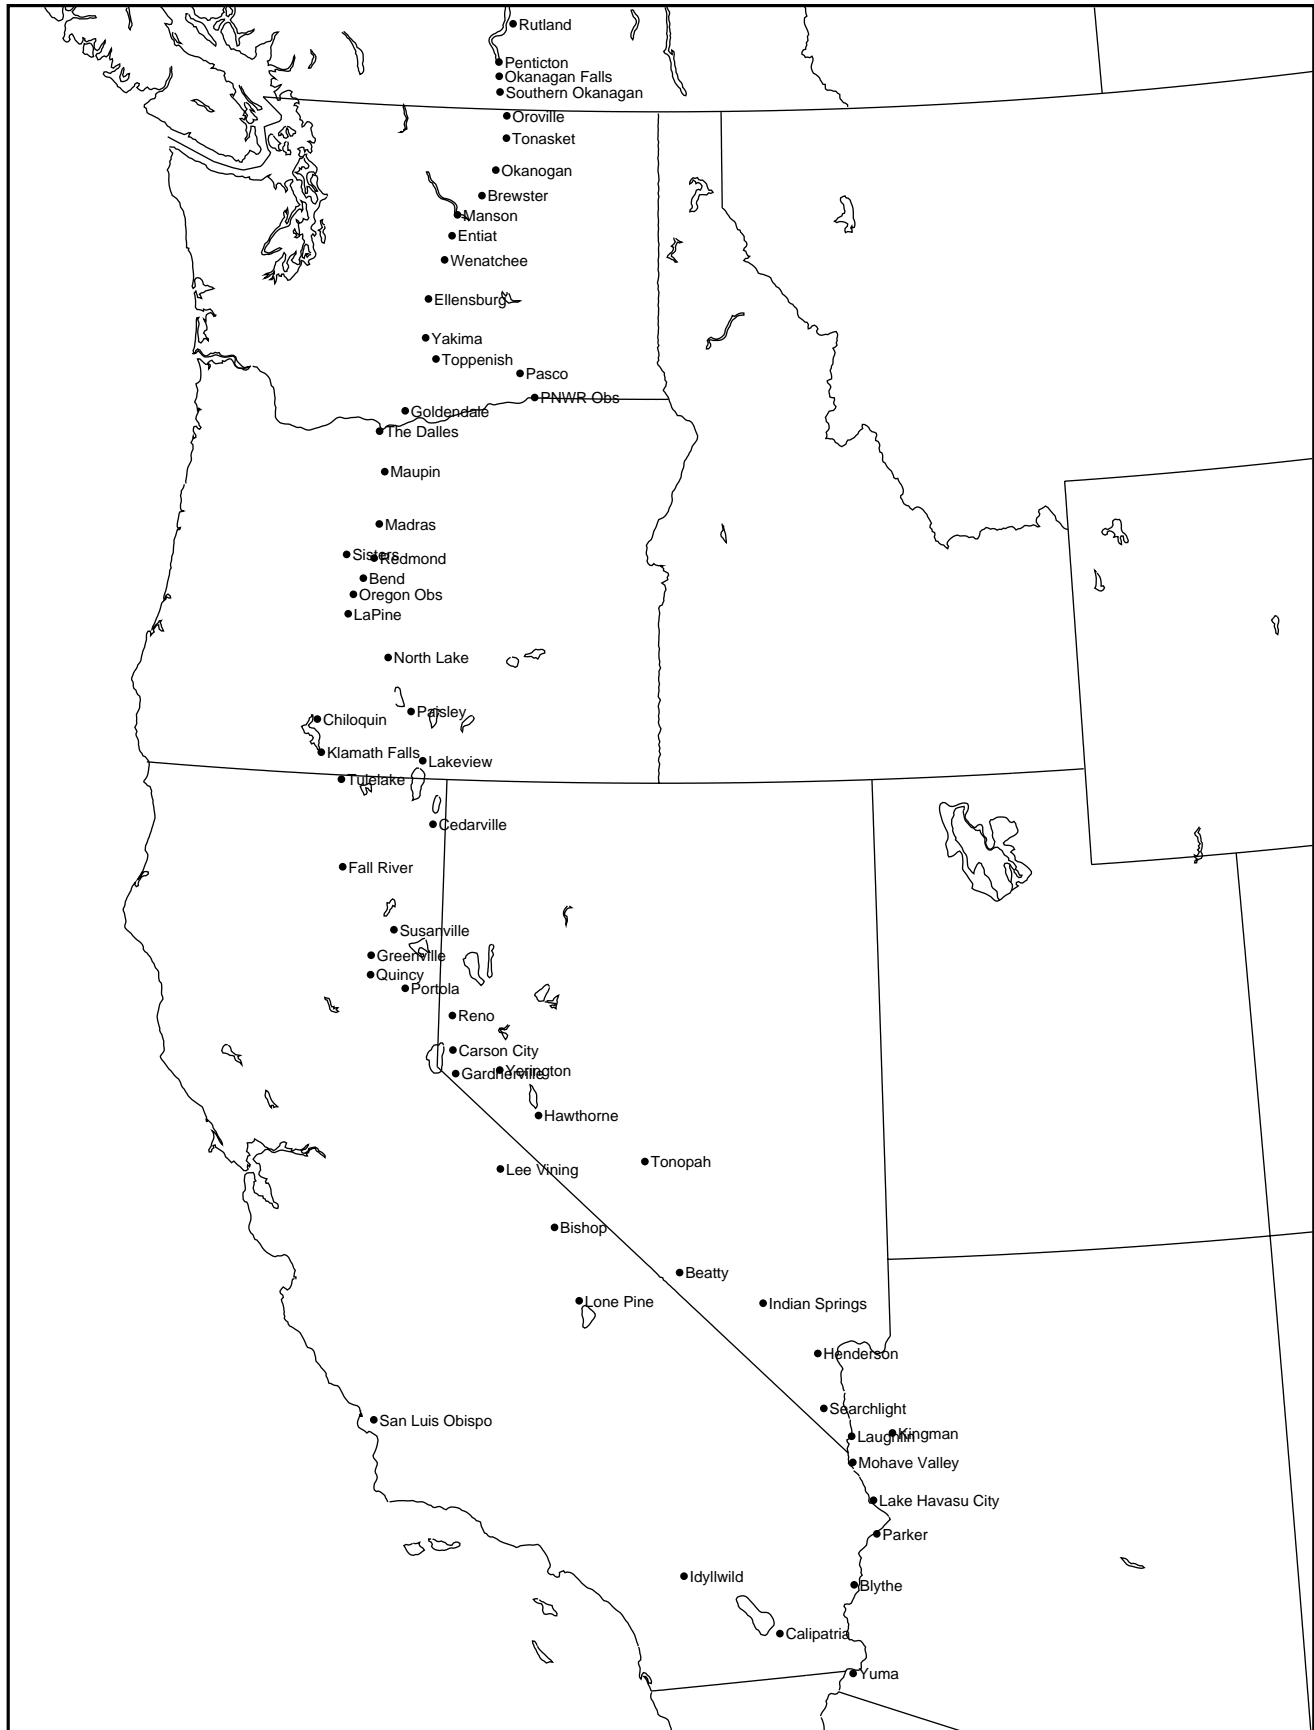 Rutland
Penticton
Okanagan Falls
Southern Okanagan
Oroville
Tonasket
Okanogan
Brewster
Manson
Entiat
Wenatchee
Ellensburg
Yakima
Toppenish
Pasco
PNWR Obs
Goldendale
The Dalles
Maupin
Madras
Sisters
Redmond
Bend
Oregon Obs
LaPine
North Lake
Paisley
Chiloquin
Klamath Falls
Lakeview
Tulelake
Cedarville
Fall River
Susanville
Greenville
Quincy
Portola
Reno
Carson City
Yerington
Gardnerville
Hawthorne
Tonopah
Lee Vining
Bishop
Beatty
Lone Pine
Indian Springs
Henderson
Searchlight
San Luis Obispo
Kingman
Laughlin
Mohave Valley
Lake Havasu City
Parker
Idyllwild
Blythe
Calipatria
Yuma